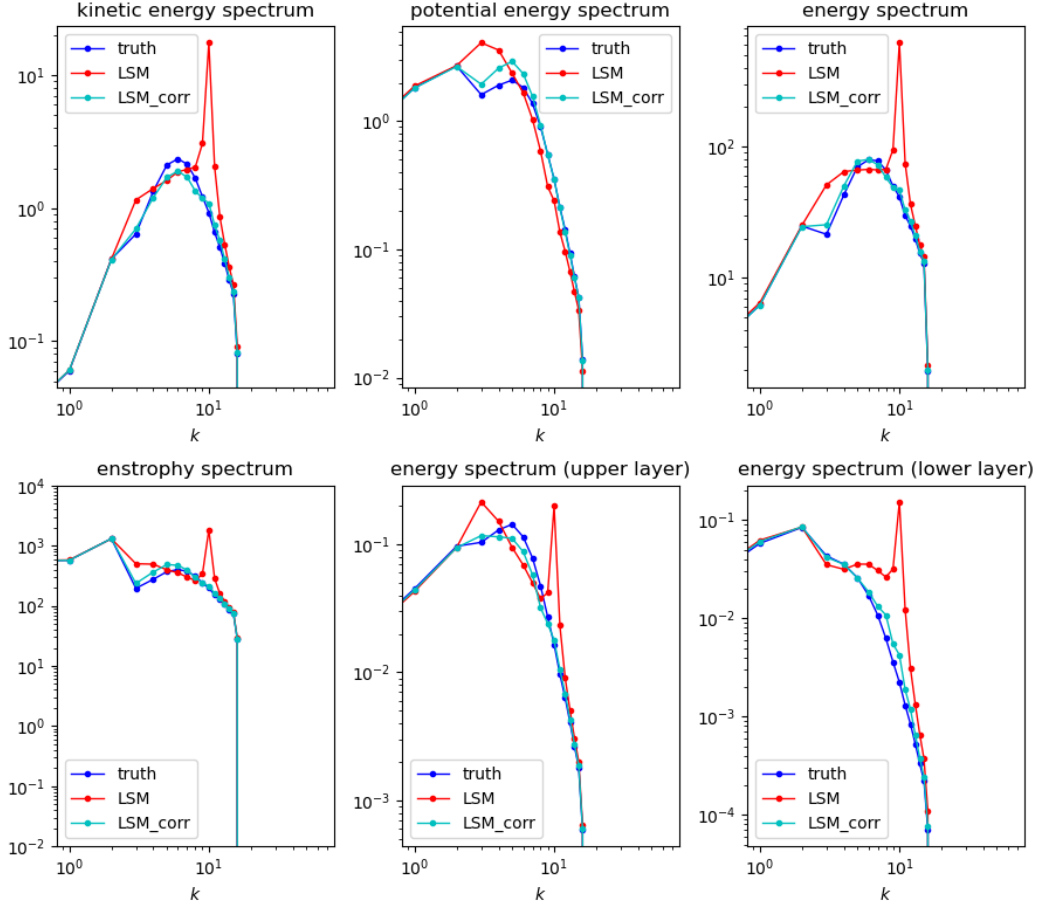 kinetic energy spectrum
truth
LSM
LSM_corr
10¹
10⁰
10⁻¹
10⁰
10¹
k
potential energy spectrum
truth
LSM
LSM_corr
10⁰
10⁻¹
10⁻²
10⁰
10¹
k
energy spectrum
truth
LSM
LSM_corr
10²
10¹
10⁰
10¹
k
enstrophy spectrum
10⁴
10³
10²
10¹
10⁰
10⁻¹
10⁻²
truth
LSM
LSM_corr
10⁰
10¹
k
energy spectrum (upper layer)
10⁻¹
10⁻²
10⁻³
truth
LSM
LSM_corr
10⁰
10¹
k
energy spectrum (lower layer)
10⁻¹
10⁻²
10⁻³
10⁻⁴
truth
LSM
LSM_corr
10⁰
10¹
k